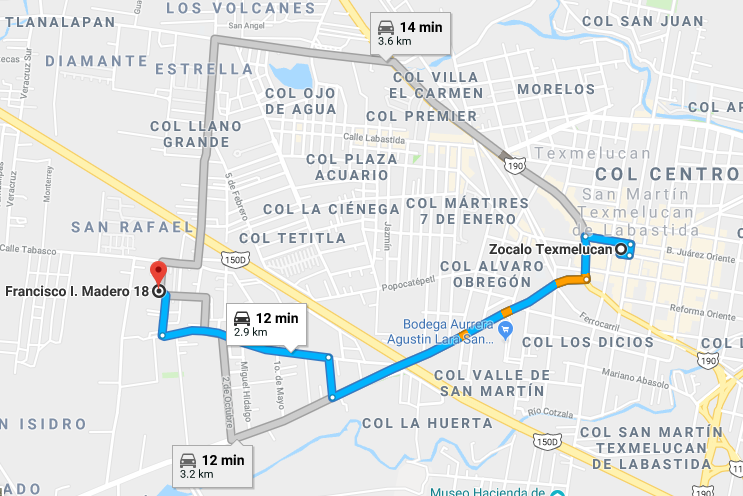 LOS VOLCANES
TLANALAPAN
San Angel
14 min
3.6 km
COL SAN JUAN
Veracruz Sur
DIAMANTE
ESTRELLA
COL OJO
DE AGUA
COL VILLA
EL CARMEN
MORELOS
COL LLANO
GRANDE
COL PREMIER
Calle Labastida
190
Texmelucan
COL PLAZA
ACUARIO
COL CENTRO
Veracruz
Monterrey
5 de Febrero
San Martín
Texmelucan
de Labastida
COL LA CIÉNEGA
COL MÁRTIRES
7 DE ENERO
SAN RAFAEL
Jazmín
COL TETITLA
Calle Tabasco
150D
Zocalo Texmelucan
B. Juárez Oriente
Francisco I. Madero 18
Popocatépetl
COL ALVARO
OBREGÓN
Reforma Oriente
12 min
2.9 km
Ferrocarril
Bodega Aurrera
Agustin Lara San...
COL LOS DICIOS
190
Miguel Hidalgo
1o. de Mayo
2 de Octubre
COL VALLE DE
SAN MARTÍN
Mariano Abasolo
N ISIDRO
COL LA HUERTA
Río Cotzala
150D
12 min
3.2 km
COL SAN MARTÍN
TEXMELUCAN
DE LABASTIDA
ADO
Museo Hacienda de